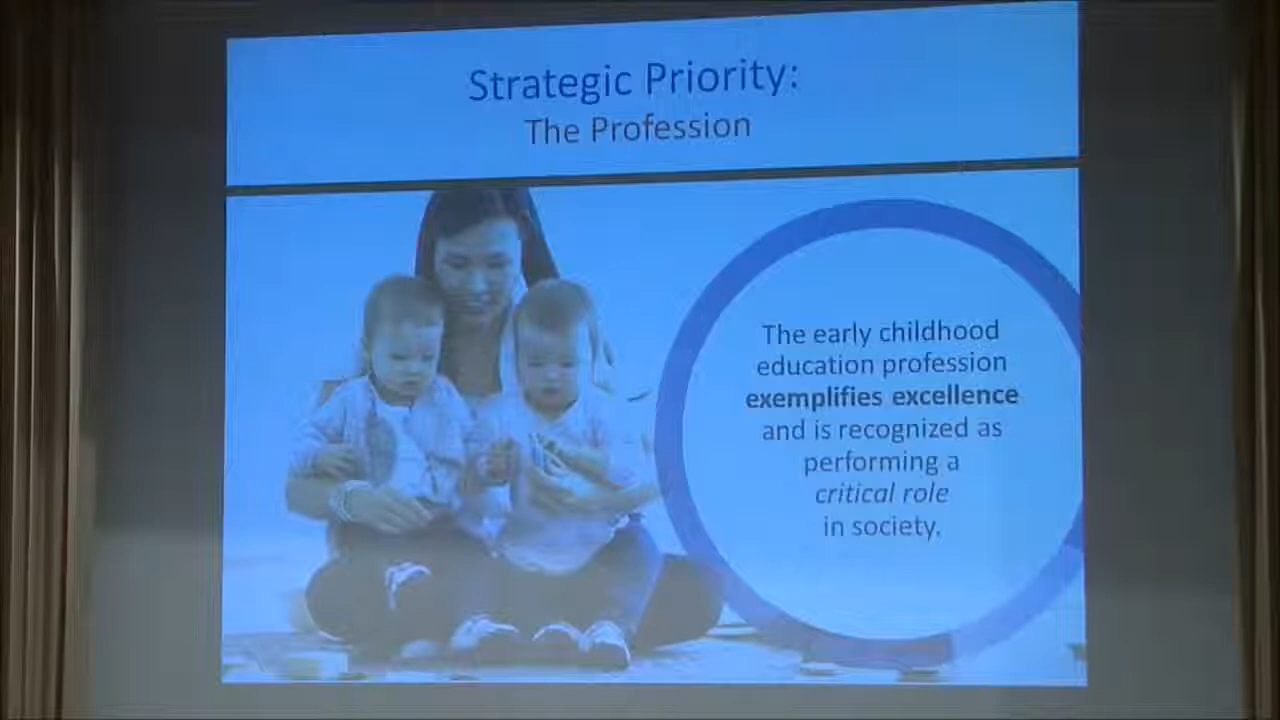 Strategic Priority:
The Profession
The early childhood
education profession
exemplifies excellence
and is recognized as
performing a
critical role
in society.